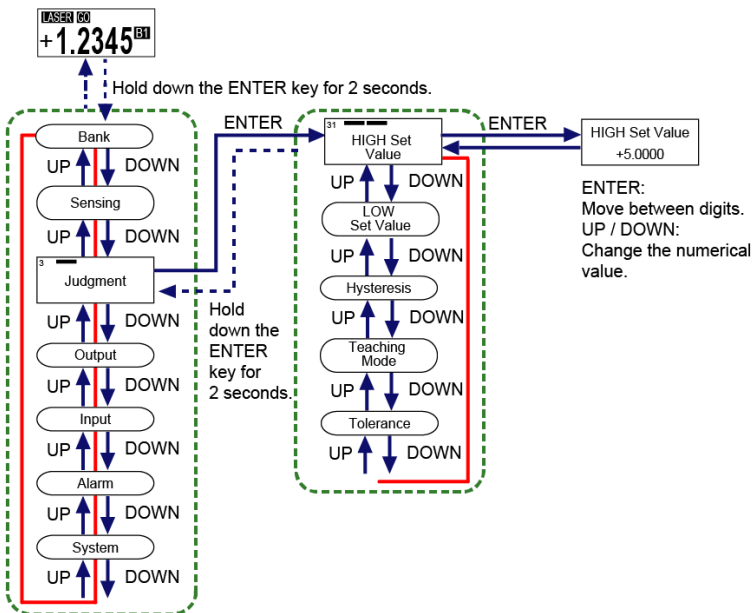 LASER GO
+1.2345 B1
Hold down the ENTER key for 2 seconds.
Bank
UP DOWN
Sensing
UP DOWN
3
Judgment
UP DOWN
Output
UP DOWN
Input
UP DOWN
Alarm
UP DOWN
System
UP DOWN
ENTER
Hold
down the
ENTER
key for
2 seconds.
31
HIGH Set
Value
UP DOWN
LOW
Set Value
UP DOWN
Hysteresis
UP DOWN
Teaching
Mode
UP DOWN
Tolerance
UP DOWN
ENTER
HIGH Set Value
+5.0000
ENTER:
Move between digits.
UP / DOWN:
Change the numerical
value.